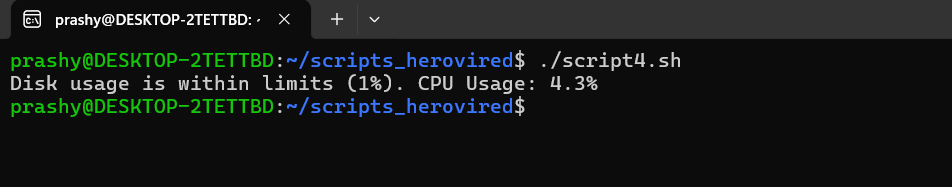 prashy@DESKTOP-2TETTBD: ~
prashy@DESKTOP-2TETTBD:~/scripts_herovired$ ./script4.sh
Disk usage is within limits (1%). CPU Usage: 4.3%
prashy@DESKTOP-2TETTBD:~/scripts_herovired$